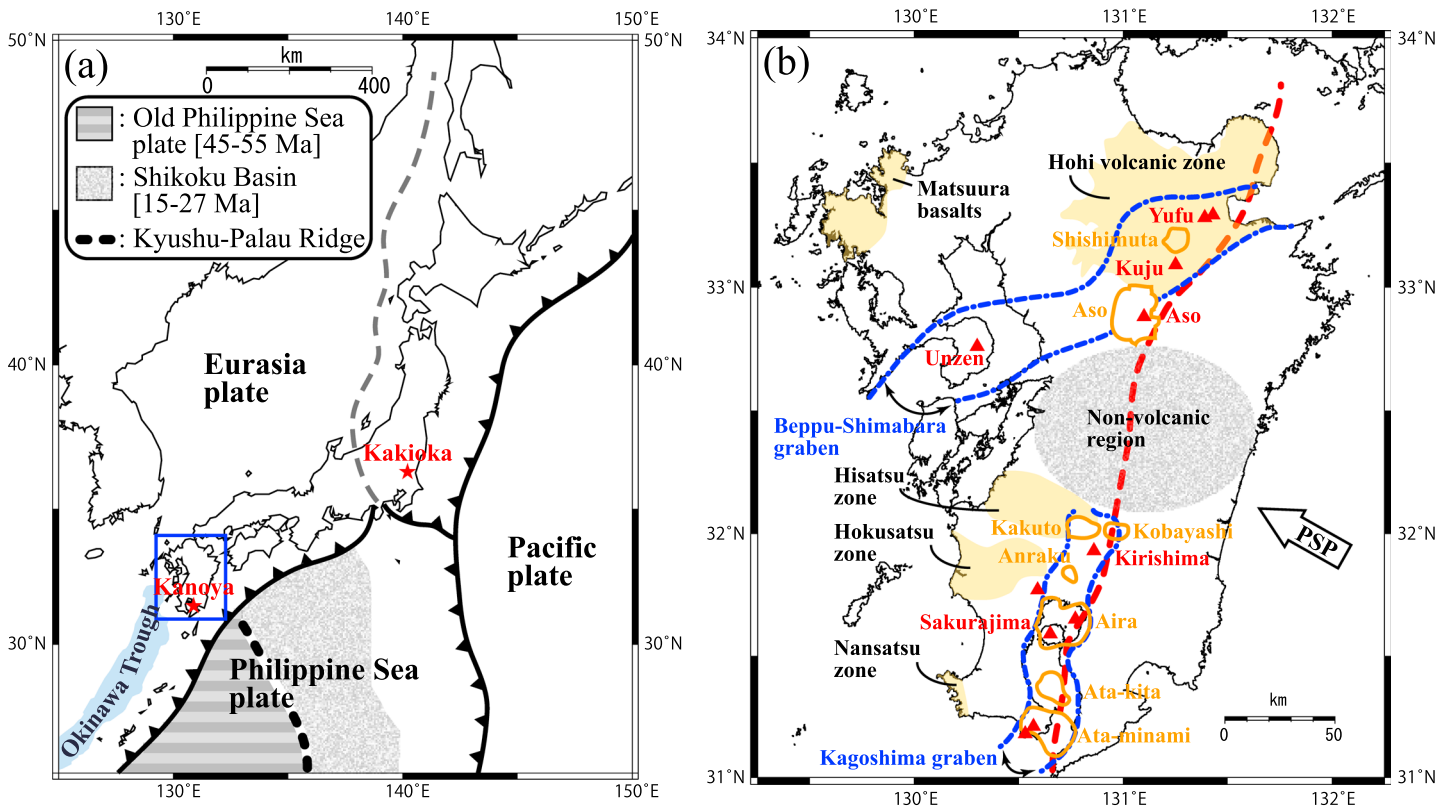 130˚E
140˚E
150˚E
50˚N
(a)
km
0
400
: Old Philippine Sea
plate [45-55 Ma]
: Shikoku Basin
[15-27 Ma]
: Kyushu-Palau Ridge
50˚N
40˚N
40˚N
Eurasia
plate
Kakioka
Pacific
plate
Kanoya
30˚N
30˚N
Okinawa Trough
Philippine Sea
plate
130˚E
140˚E
150˚E
130˚E
131˚E
132˚E
34˚N
34˚N
(b)
Hohi volcanic zone
Matsuura
basalts
Yufu
Shishimuta
Kuju
33˚N
33˚N
Aso
Aso
Unzen
Beppu-Shimabara
graben
Non-volcanic
region
Hisatsu
zone
Hokusatsu
zone
32˚N
32˚N
Kakuto
Kobayashi
PSP
Anraku
Kirishima
Sakurajima
Aira
Nansatsu
zone
Ata-kita
km
0
50
Ata-minami
Kagoshima graben
31˚N
31˚N
130˚E
131˚E
132˚E